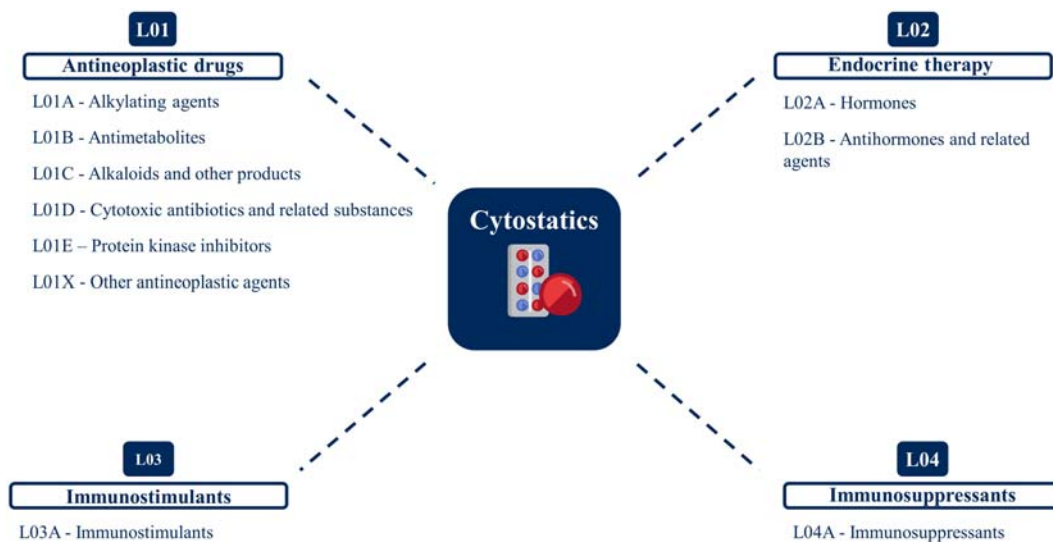 L01
Antineoplastic drugs
L01A - Alkylating agents
L01B - Antimetabolites
L01C - Alkaloids and other products
L01D - Cytotoxic antibiotics and related substances
L01E – Protein kinase inhibitors
L01X - Other antineoplastic agents
L02
Endocrine therapy
L02A - Hormones
L02B - Antihormones and related
agents
Cytostatics
L03
Immunostimulants
L03A - Immunostimulants
L04
Immunosuppressants
L04A - Immunosuppressants